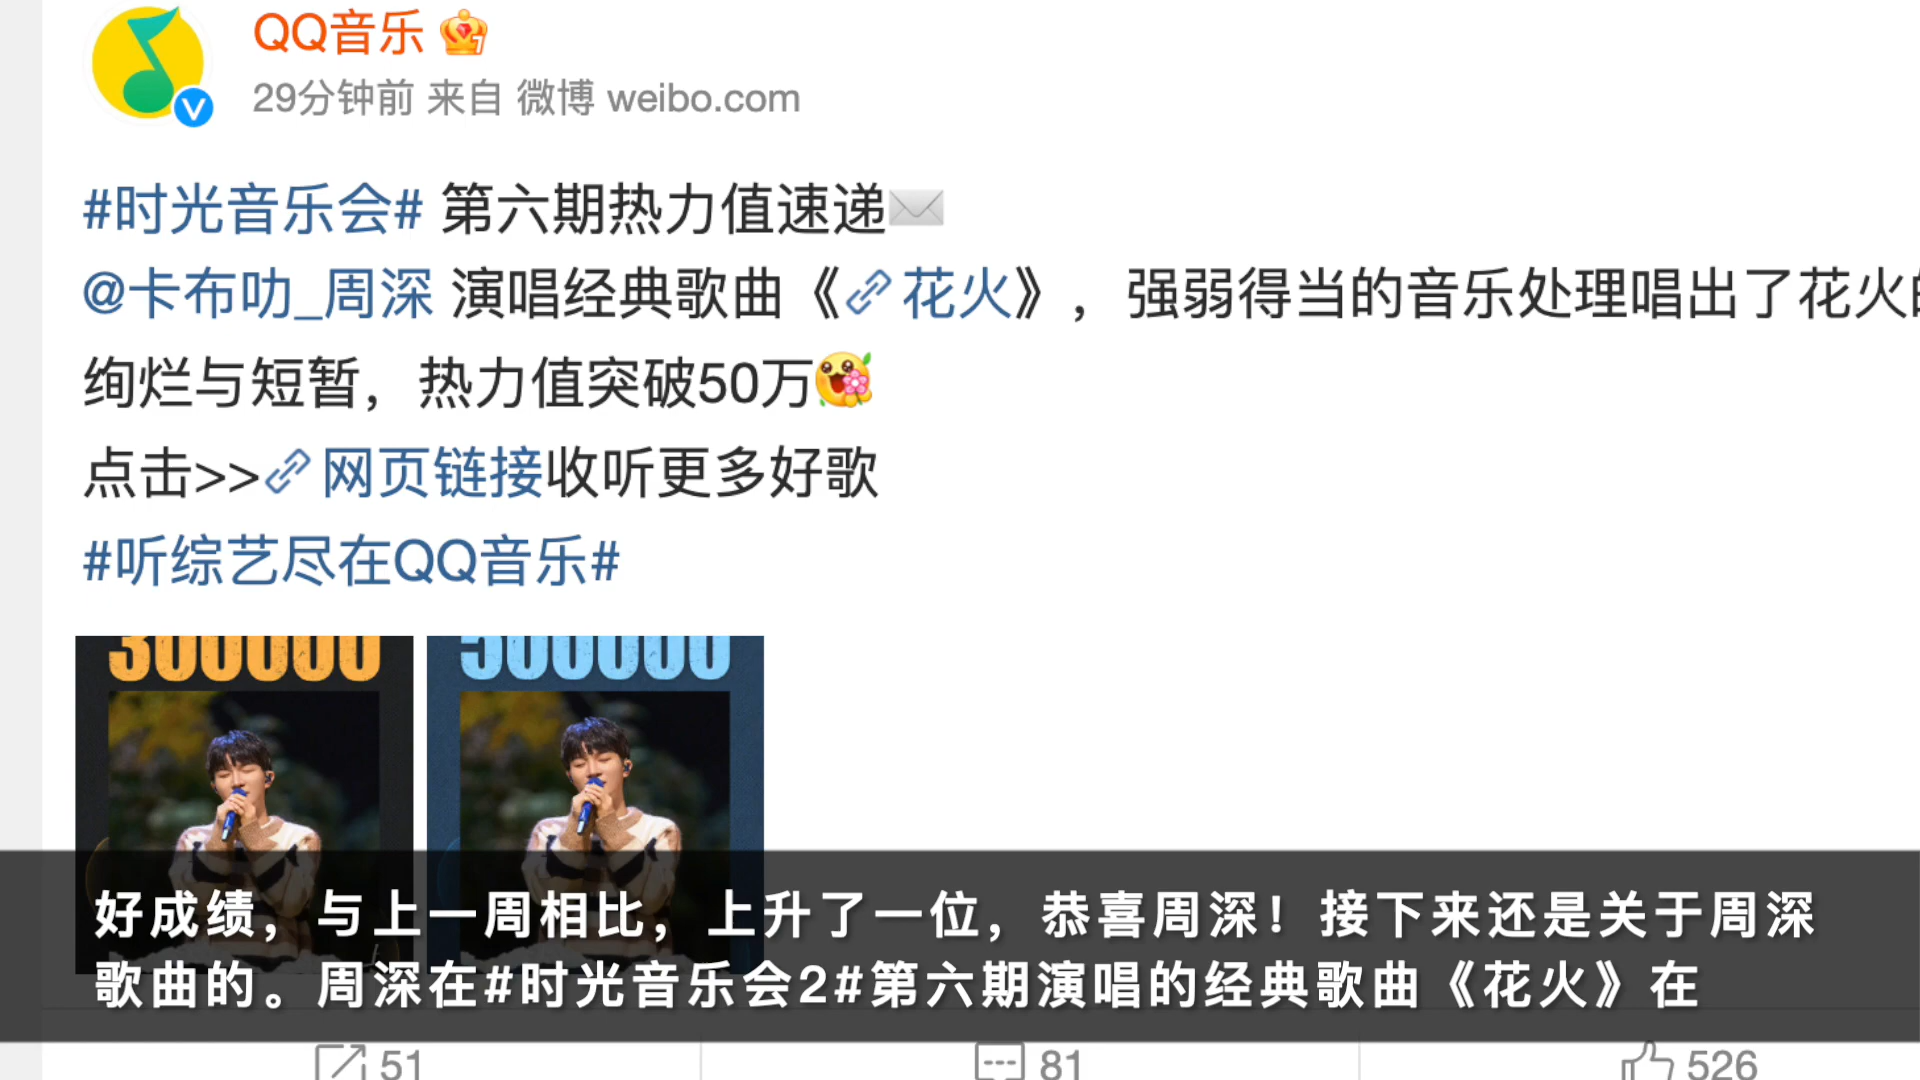 QQ音乐
29分钟前 来自 微博 weibo.com
#时光音乐会# 第六期热力值速递
@卡布叻_周深 演唱经典歌曲《花火》，强弱得当的音乐处理唱出了花火的
绚烂与短暂，热力值突破50万
点击>>网页链接收听更多好歌
#听综艺尽在QQ音乐#
300000
500000
好成绩，与上一周相比，上升了一位，恭喜周深！接下来还是关于周深
歌曲的。周深在#时光音乐会2#第六期演唱的经典歌曲《花火》在
51
81
526